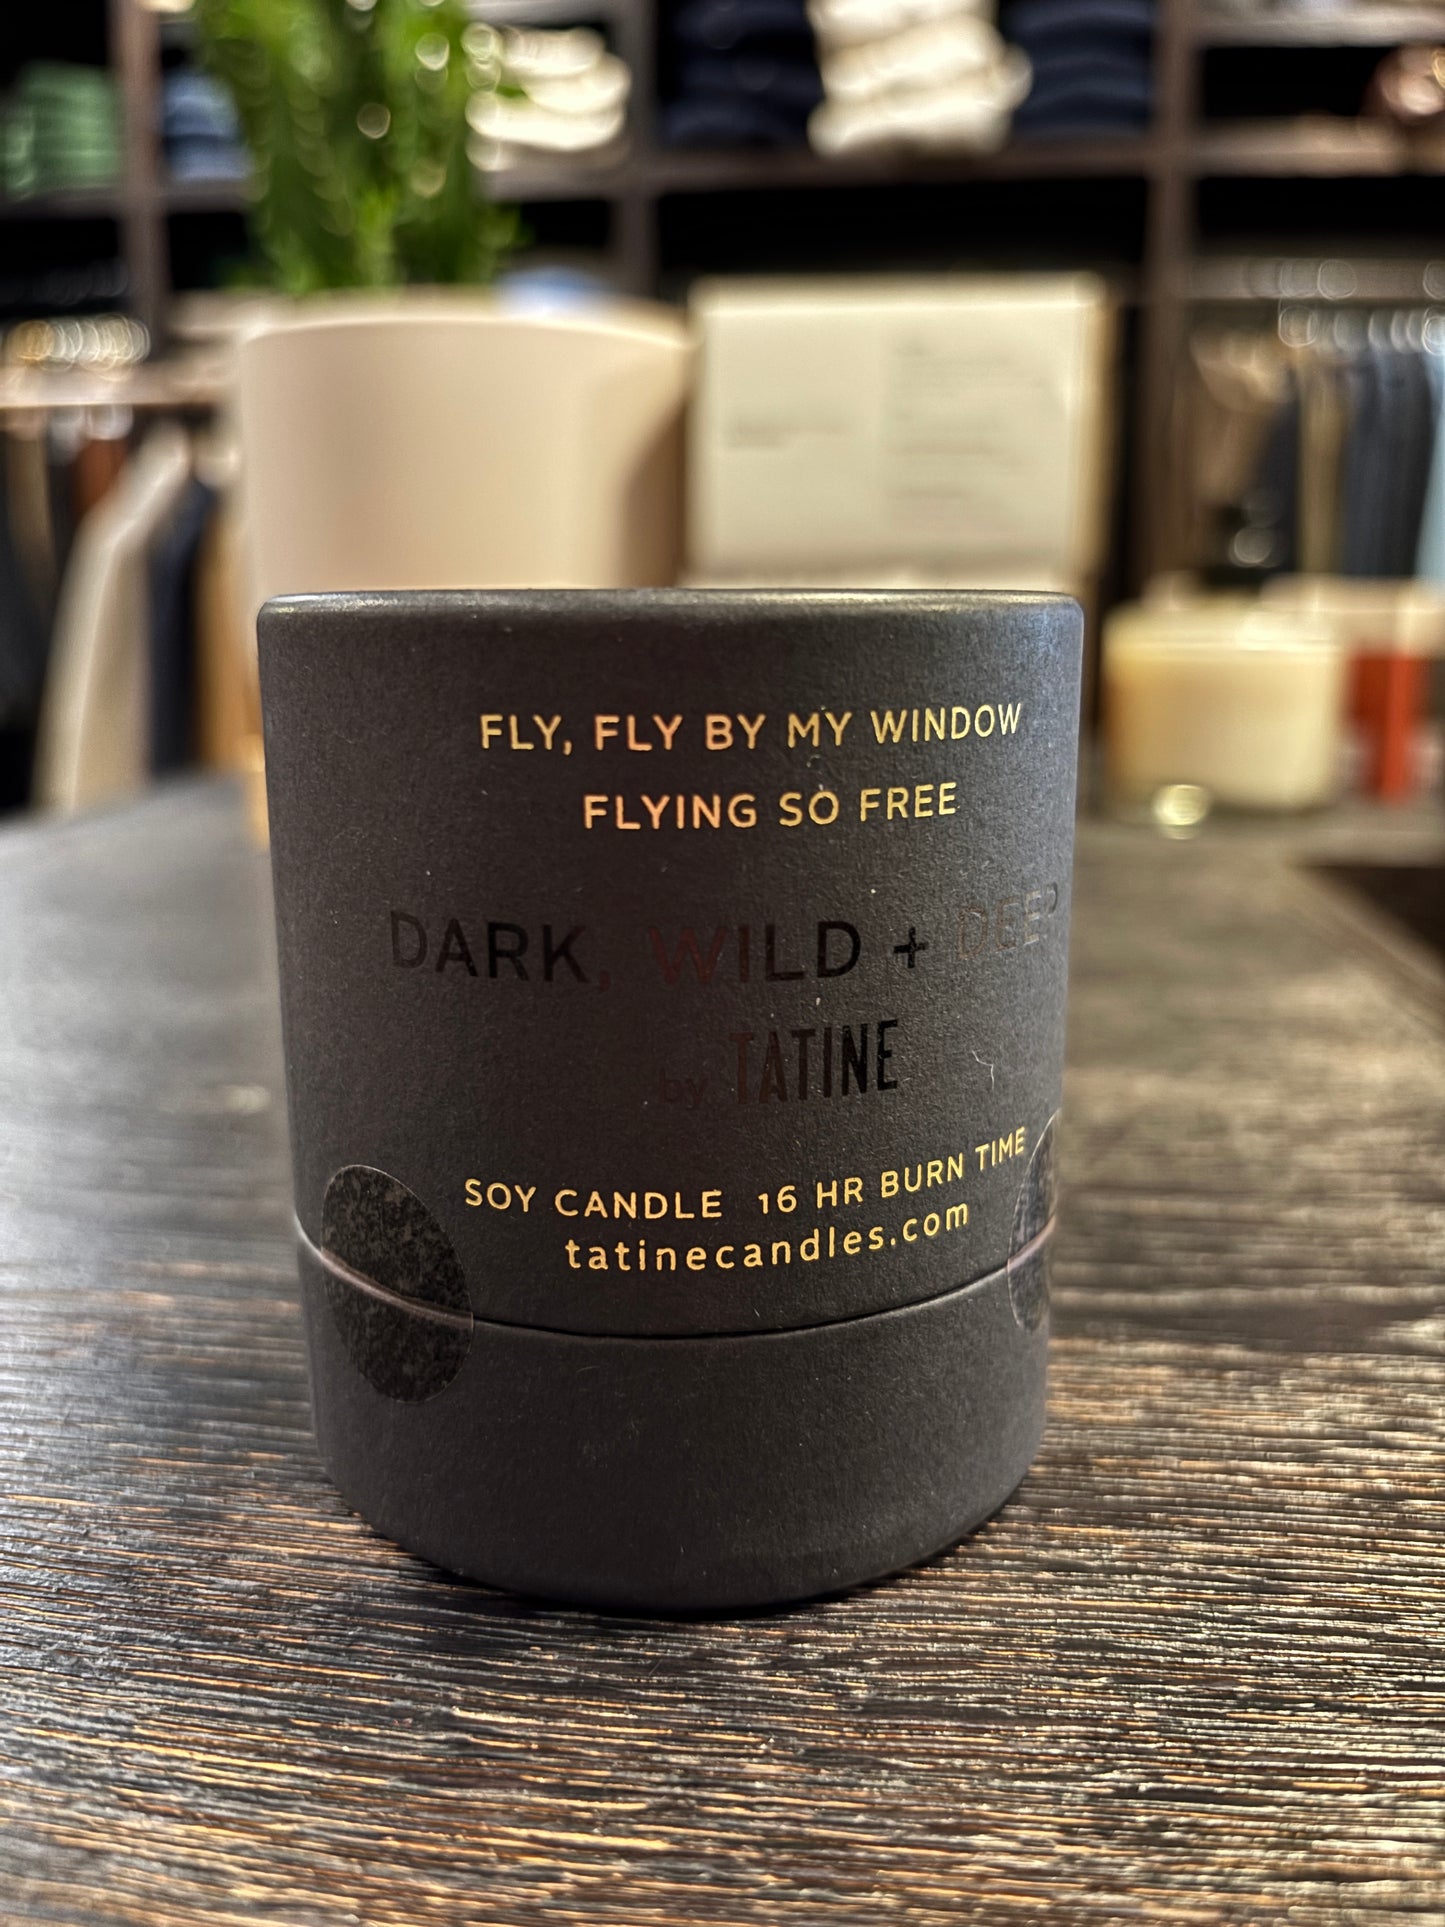 FLY, FLY BY MY WINDOW
FLYING SO FREE
DARK, WILD + DEEP
by TATINE
SOY CANDLE 16 HR BURN TIME
tatinecandles.com